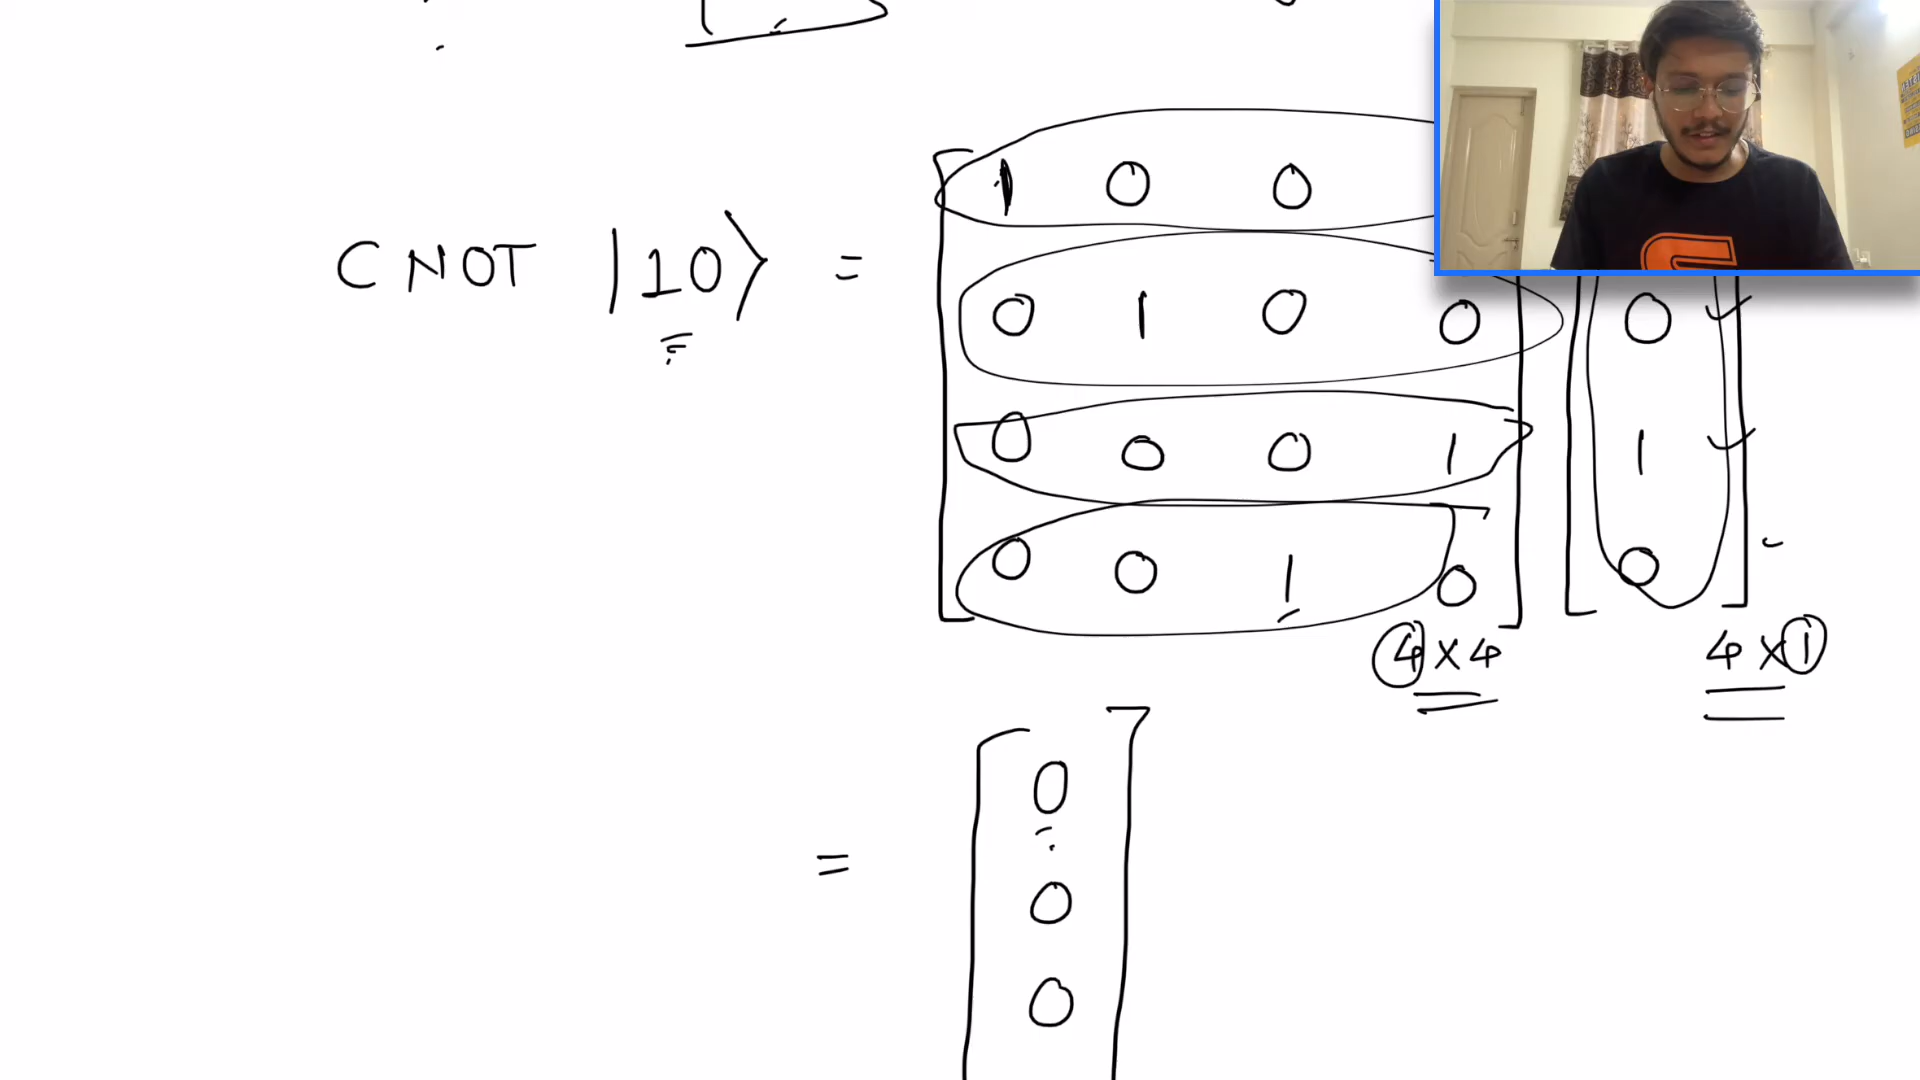 CNOT |10⟩ = [ 1 0 0
0 1 0 0 ] [ 0
0 0 0 1 1
0 0 1 0 0 ]
4 × 4 4 × 1
= [ 0
0
0 ]